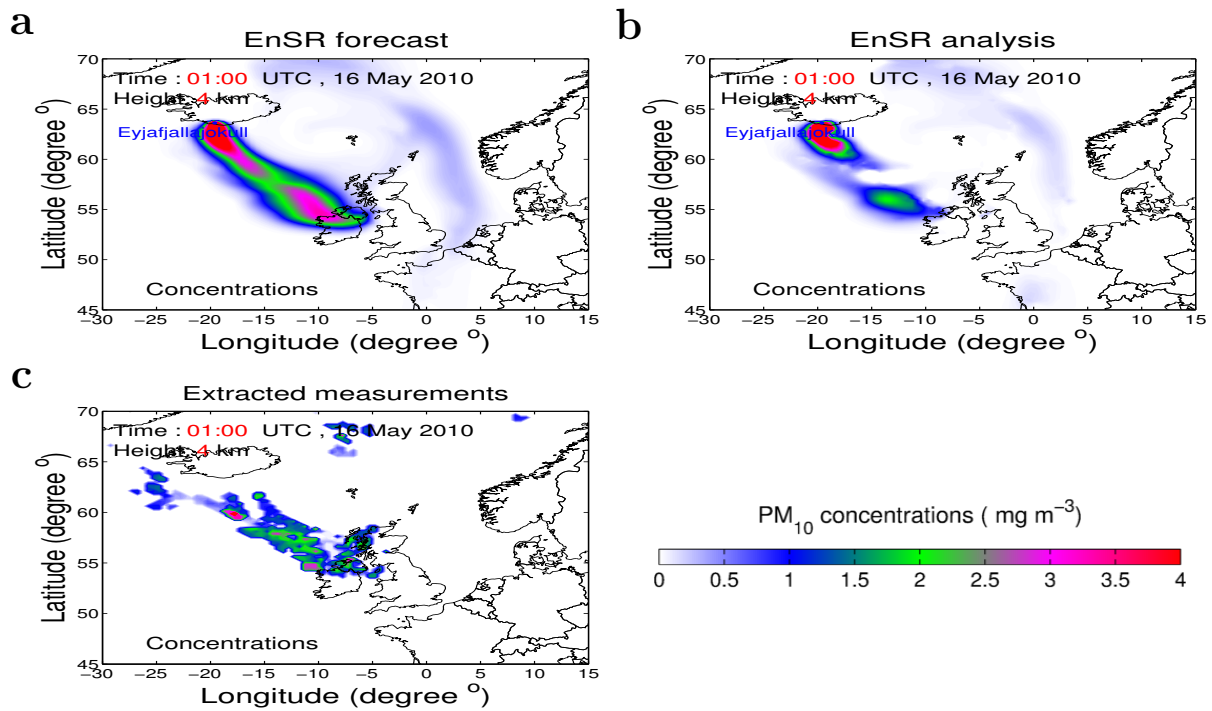 a
EnSR forecast
Time : 01:00 UTC , 16 May 2010
Height 4 km
Eyjafjallajokull
Concentrations
Latitude (degree °)
70
65
60
55
50
45
−30 −25 −20 −15 −10 −5 0 5 10 15
Longitude (degree °)
b
EnSR analysis
Time : 01:00 UTC , 16 May 2010
Height 4 km
Eyjafjallajokull
Concentrations
Latitude (degree °)
70
65
60
55
50
45
−30 −25 −20 −15 −10 −5 0 5 10 15
Longitude (degree °)
c
Extracted measurements
Time : 01:00 UTC , 16 May 2010
Height 4 km
Concentrations
Latitude (degree °)
70
65
60
55
50
45
−30 −25 −20 −15 −10 −5 0 5 10 15
Longitude (degree °)
PM10 concentrations ( mg m−3)
0 0.5 1 1.5 2 2.5 3 3.5 4